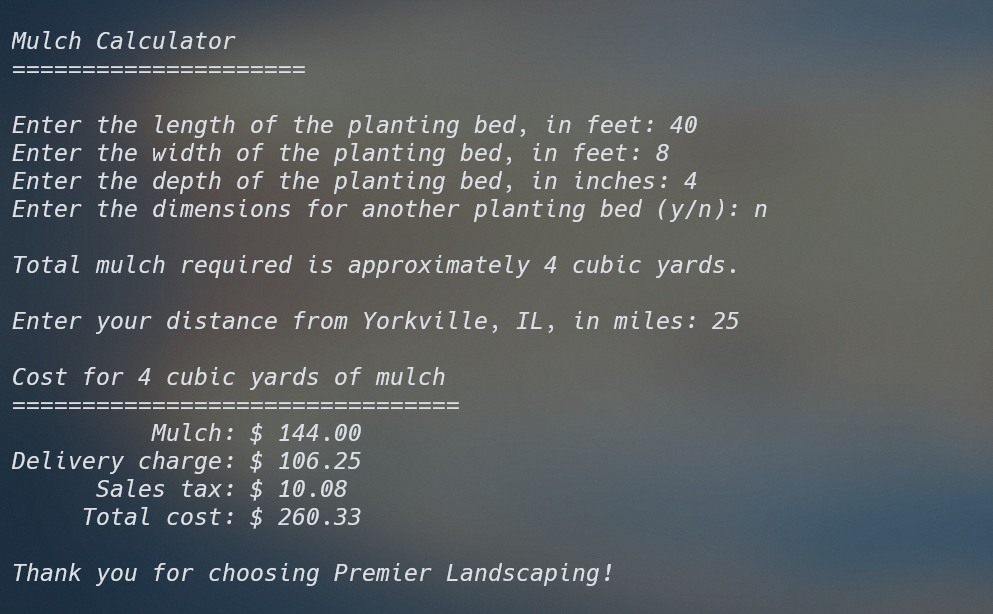 Mulch Calculator
=====================
Enter the length of the planting bed, in feet: 40
Enter the width of the planting bed, in feet: 8
Enter the depth of the planting bed, in inches: 4
Enter the dimensions for another planting bed (y/n): n
Total mulch required is approximately 4 cubic yards.
Enter your distance from Yorkville, IL, in miles: 25
Cost for 4 cubic yards of mulch
================================
Mulch: $ 144.00
Delivery charge: $ 106.25
Sales tax: $ 10.08
Total cost: $ 260.33
Thank you for choosing Premier Landscaping!